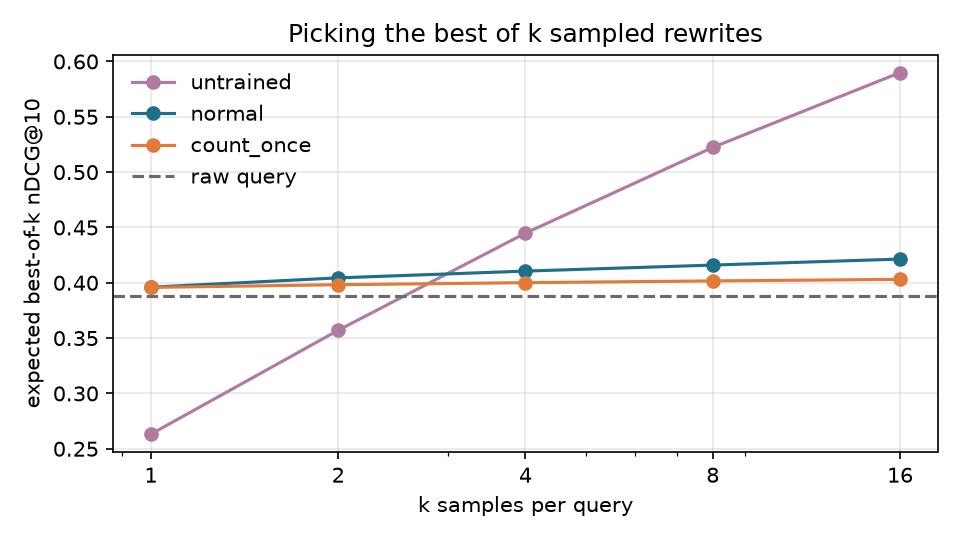 Picking the best of k sampled rewrites
expected best-of-k nDCG@10
0.60
0.55
0.50
0.45
0.40
0.35
0.30
0.25
untrained
normal
count_once
raw query
1 2 4 8 16
k samples per query